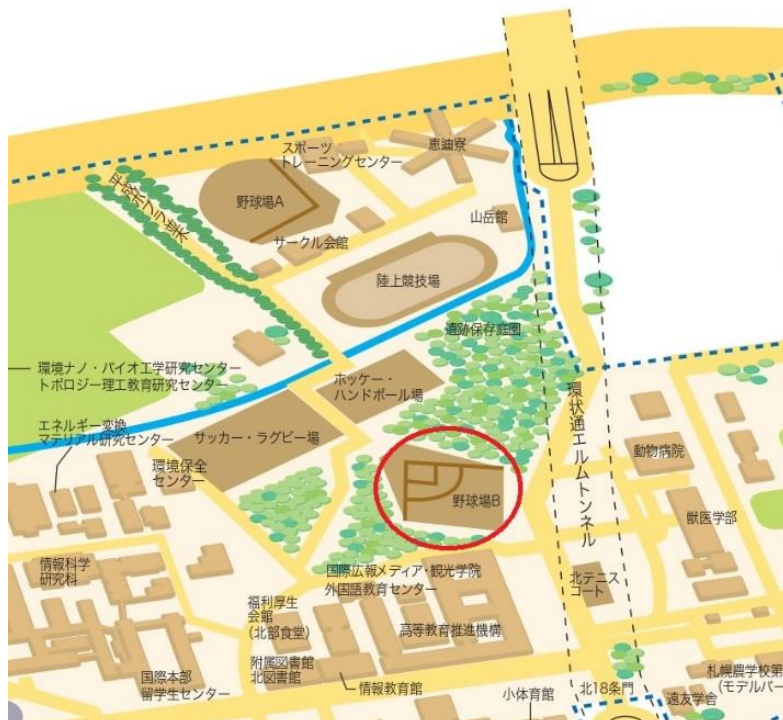 スポーツ
トレーニングセンター
恵迪寮
平成ポプラ並木
野球場A
山岳館
サークル会館
陸上競技場
遺跡保存庭園
環境ナノ・バイオ工学研究センター
トポロジー理工教育研究センター
ホッケー・
ハンドボール場
環状通エルムトンネル
エネルギー変換
マテリアル研究センター
サッカー・ラグビー場
環境保全
センター
動物病院
野球場B
獣医学部
情報科学
研究科
国際広報メディア・観光学院
外国語教育センター
北テニス
コート
福利厚生
会館
(北部食堂)
高等教育推進機構
附属図書館
北図書館
国際本部
留学生センター
情報教育館
小体育館
北18条門
遠友学舎
札幌農学校第
(モデルバー